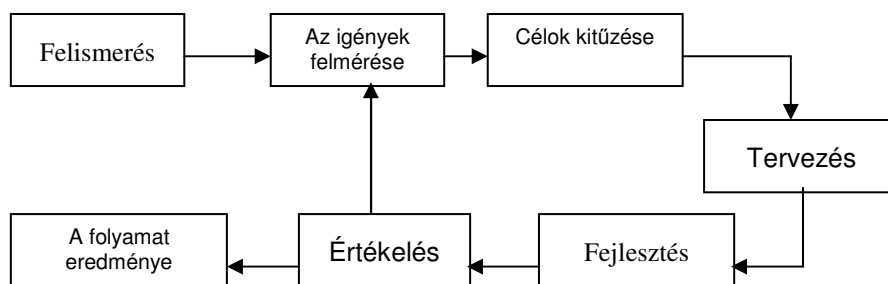 Felismerés
Az igények
felmérése
Célok kitűzése
Tervezés
Fejlesztés
Értékelés
A folyamat
eredménye